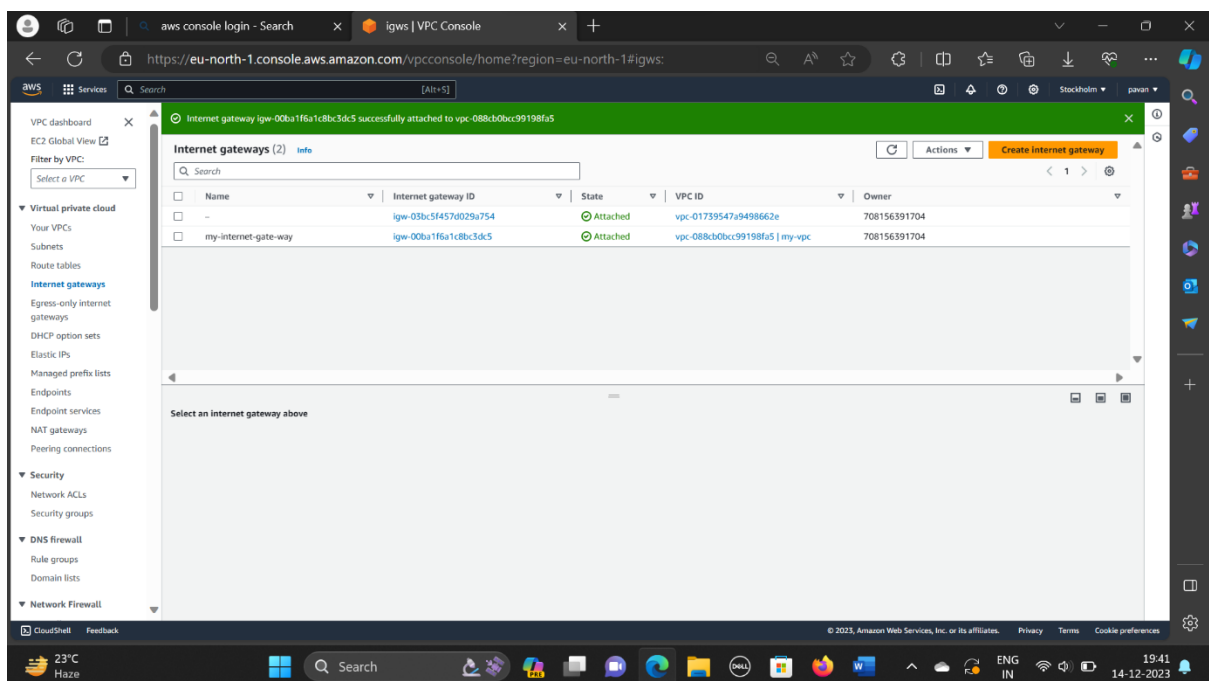 aws console login - Search
igws | VPC Console
https://eu-north-1.console.aws.amazon.com/vpcconsole/home?region=eu-north-1#igws:
aws Services Search [Alt+S] Stockholm ▼ pavan ▼
VPC dashboard
EC2 Global View
Filter by VPC:
Select a VPC
Virtual private cloud
Your VPCs
Subnets
Route tables
Internet gateways
Egress-only internet
gateways
DHCP option sets
Elastic IPs
Managed prefix lists
Endpoints
Endpoint services
NAT gateways
Peering connections
Security
Network ACLs
Security groups
DNS firewall
Rule groups
Domain lists
Network Firewall
Internet gateway igw-00ba1f6a1c8bc3dc5 successfully attached to vpc-088cb0bcc99198fa5
Internet gateways (2) Info Actions ▼ Create internet gateway
Search < 1 >
Name Internet gateway ID State VPC ID Owner
– igw-03bc5f457d029a754 Attached vpc-01739547a9498662e 708156391704
my-internet-gate-way igw-00ba1f6a1c8bc3dc5 Attached vpc-088cb0bcc99198fa5 | my-vpc 708156391704
Select an internet gateway above
CloudShell Feedback © 2023, Amazon Web Services, Inc. or its affiliates. Privacy Terms Cookie preferences
23°C
Haze
Search
PRE
DELL
W
ENG
IN
19:41
14-12-2023